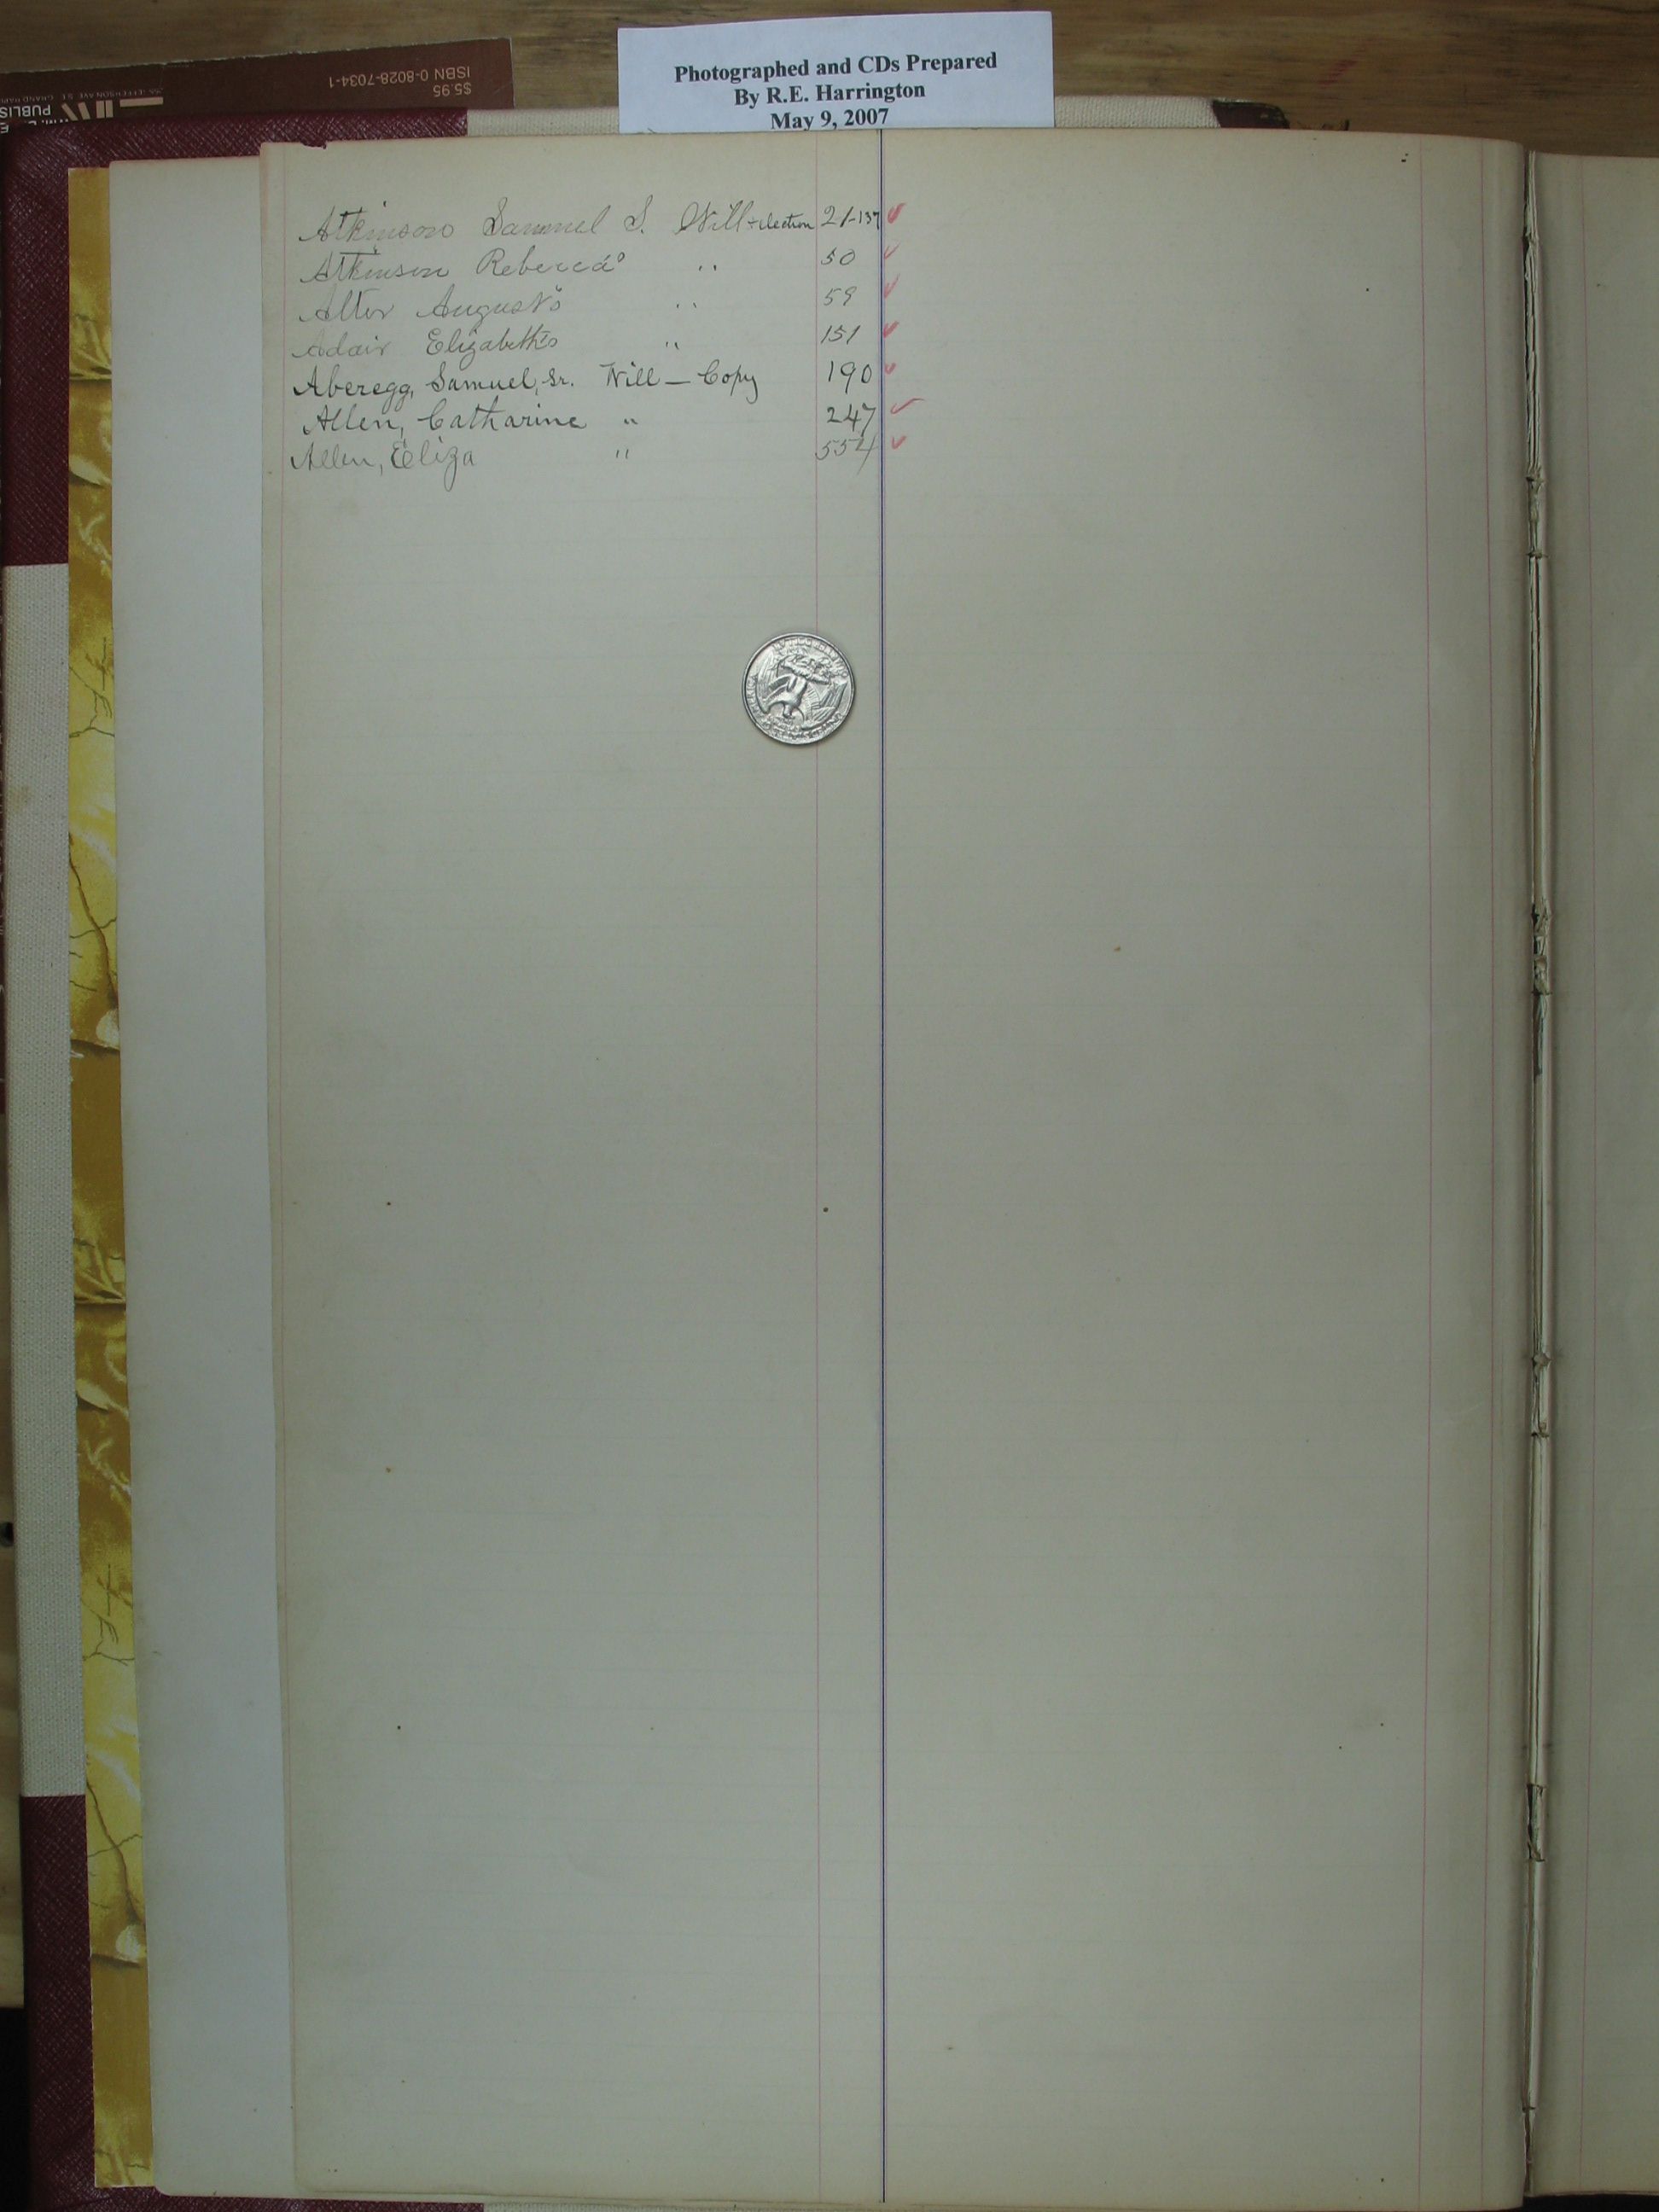 Photographed and CDs Prepared
By R.E. Harrington
May 9, 2007
$5.95
ISBN 0-8028-7034-1
PUBLIS
Atkinson Samuel S. Will & election 21-137 ✓
Atkinson Rebecca's " 50 ✓
Alter August's " 59 ✓
Adair Elizabeth's " 151 ✓
Aberegg, Samuel, Sr. Will — Copy 190 ✓
Allen, Catharine " 247 ✓
Allen, Eliza " 554 ✓